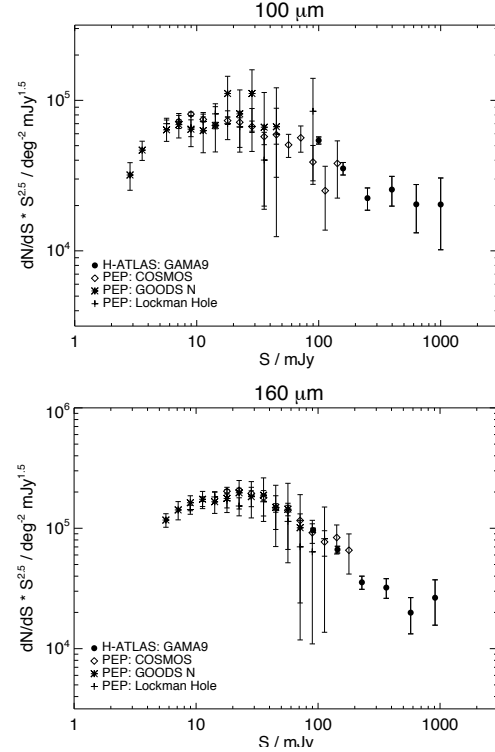 100 μm
dN/dS * S^2.5 / deg^-2 mJy^1.5
10^5
10^4
H-ATLAS: GAMA9
PEP: COSMOS
PEP: GOODS N
PEP: Lockman Hole
1 10 100 1000
S / mJy
160 μm
dN/dS * S^2.5 / deg^-2 mJy^1.5
10^6
10^5
10^4
H-ATLAS: GAMA9
PEP: COSMOS
PEP: GOODS N
PEP: Lockman Hole
1 10 100 1000
S / mJy